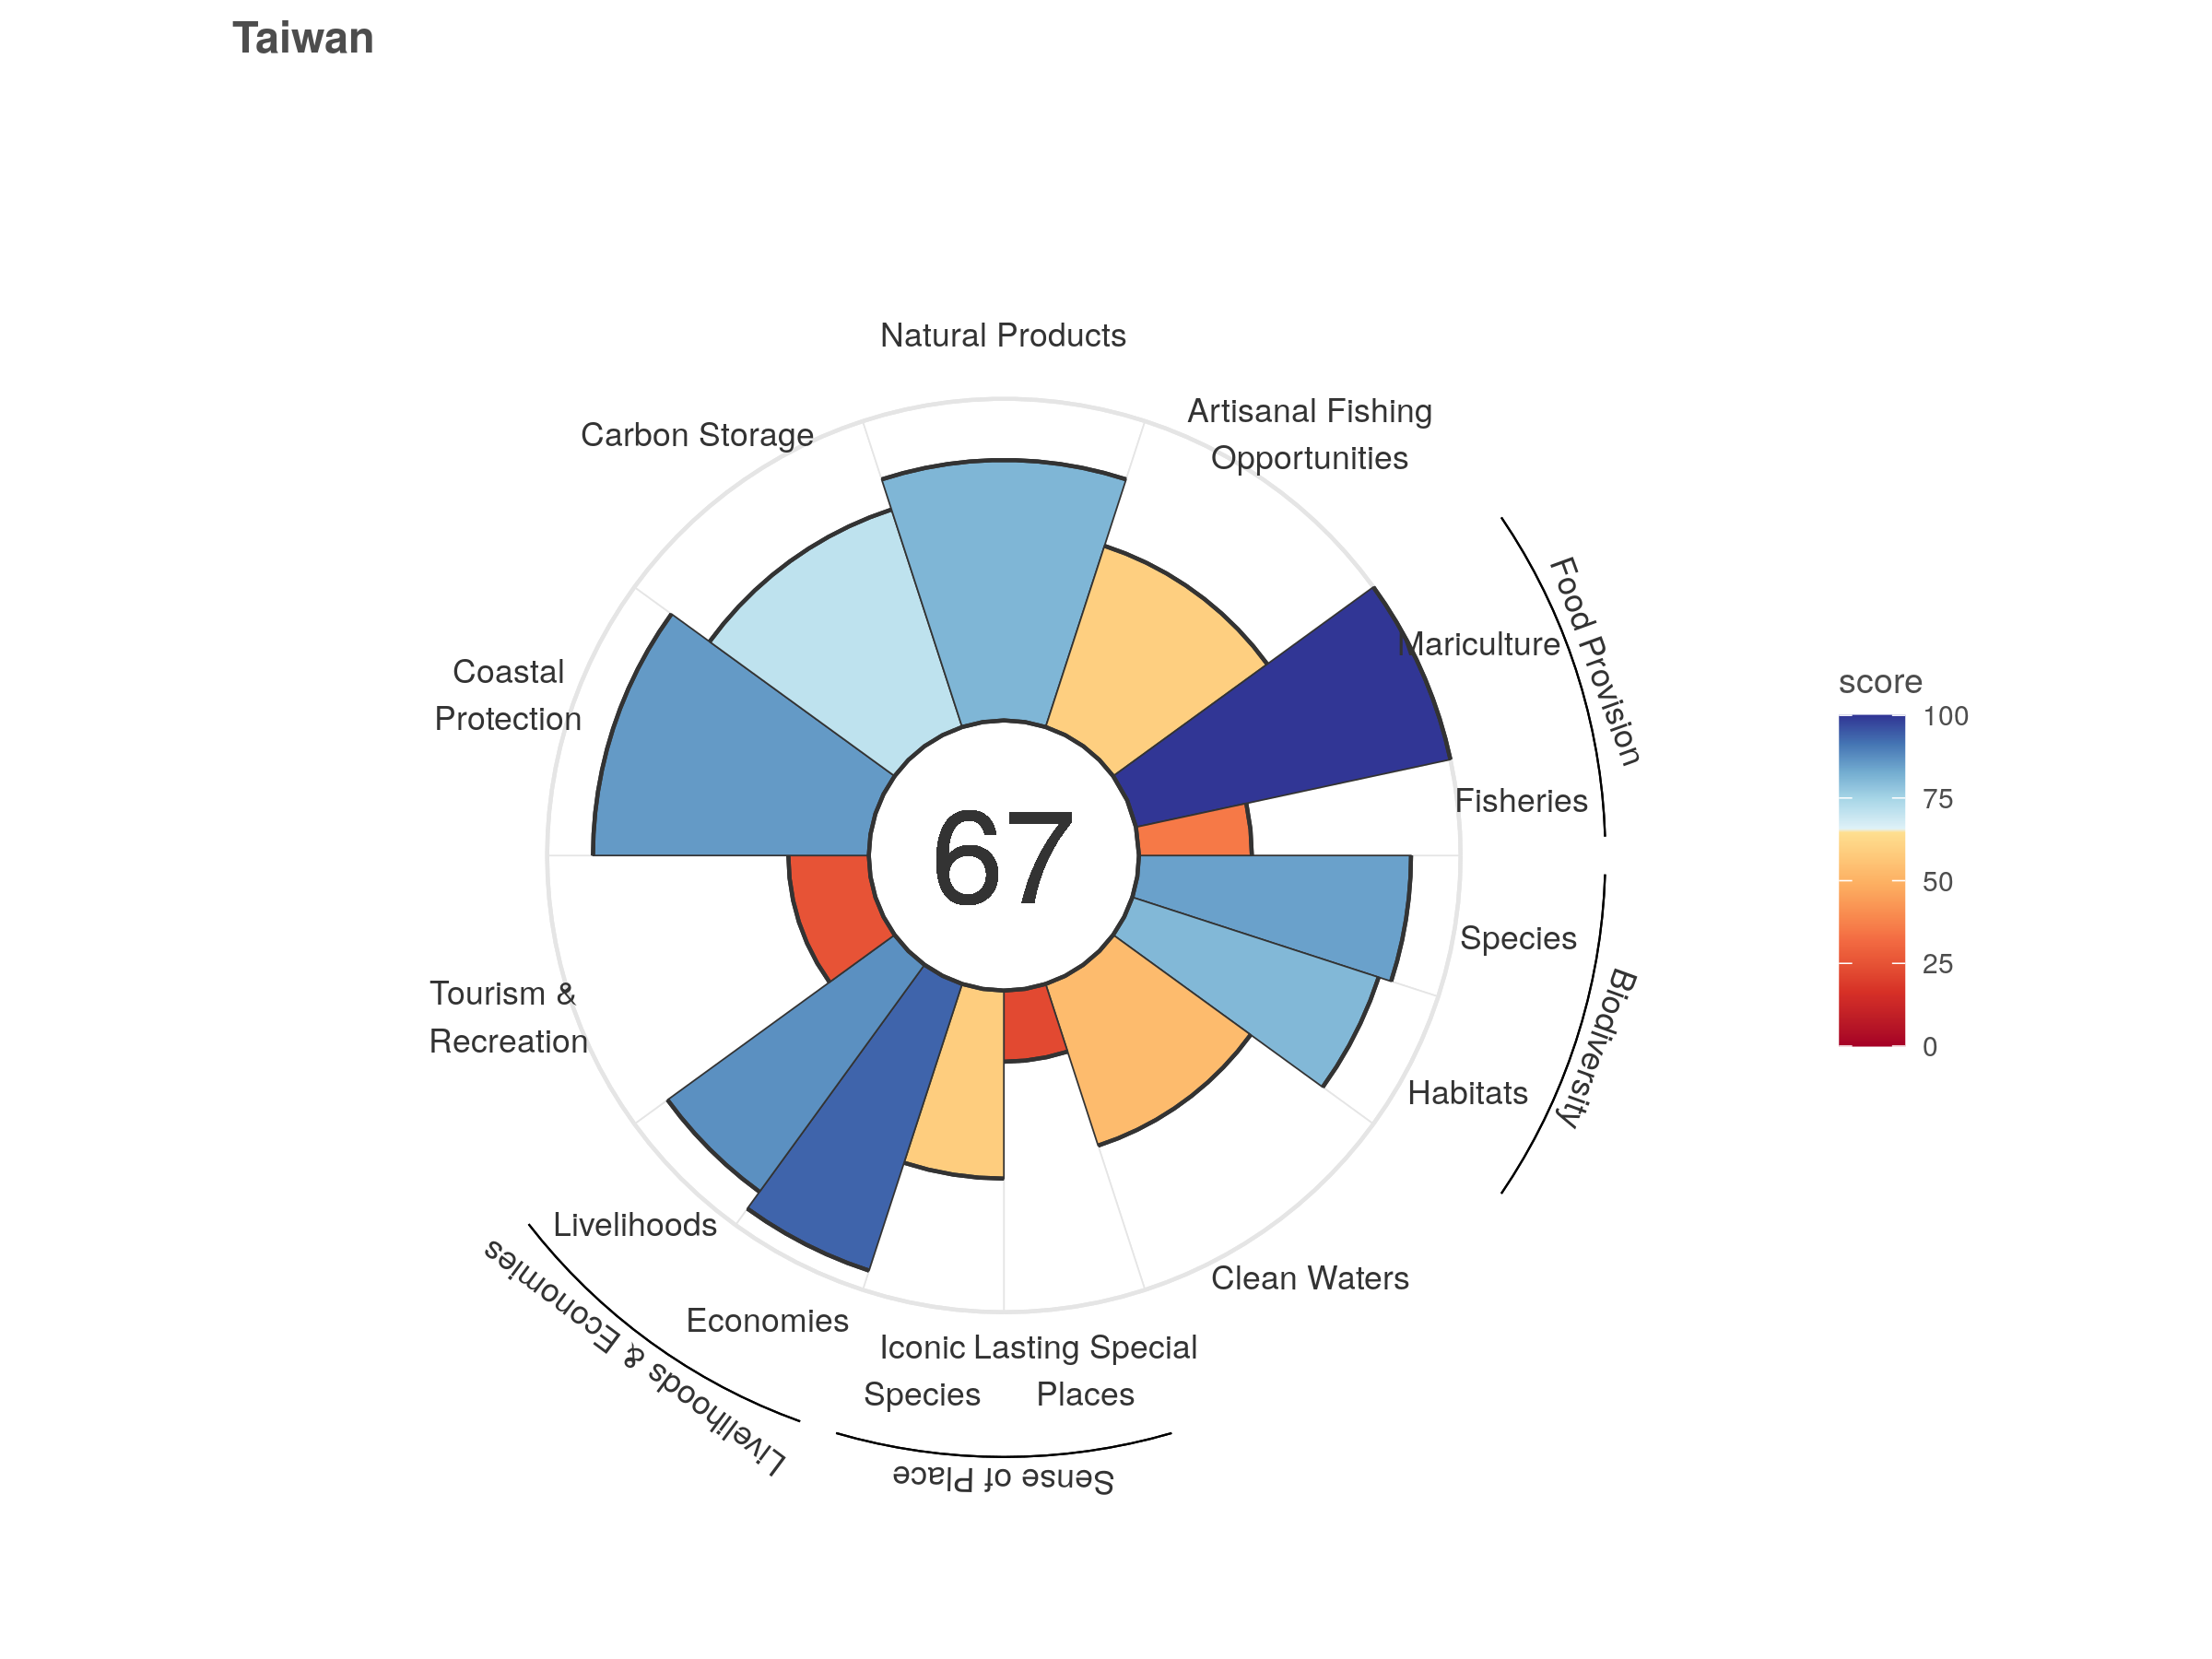 Taiwan
Natural Products
Artisanal Fishing
Opportunities
Carbon Storage
Mariculture
Food Provision
Coastal
Protection
Fisheries
67
Species
Biodiversity
Habitats
Tourism &
Recreation
Livelihoods
Livelihoods & Economies
Economies
Clean Waters
Iconic
Species
Lasting Special
Places
Sense of Place
score
100
75
50
25
0